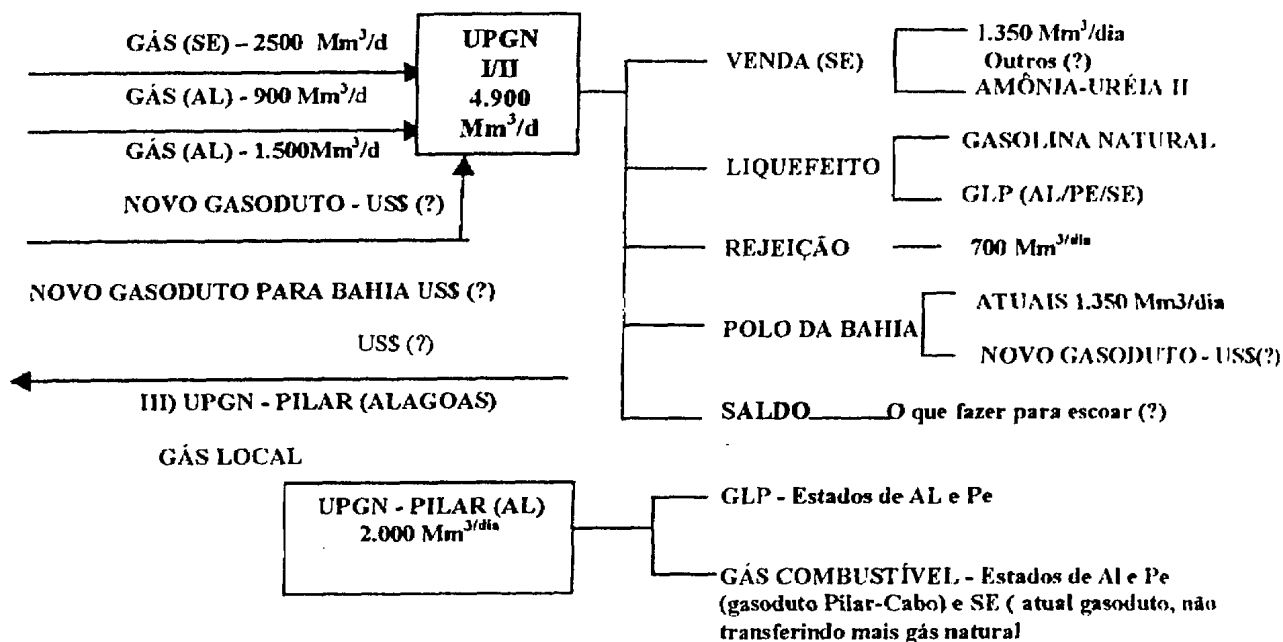 GÁS (SE) – 2500 Mm³/d
GÁS (AL) - 900 Mm³/d
GÁS (AL) - 1.500Mm³/d
NOVO GASODUTO - US$ (?)
UPGN
I/II
4.900
Mm³/d
VENDA (SE)
1.350 Mm³/dia
Outros (?)
AMÔNIA-URÉIA II
LIQUEFEITO
GASOLINA NATURAL
GLP (AL/PE/SE)
REJEIÇÃO
700 Mm³/dia
POLO DA BAHIA
ATUAIS 1.350 Mm3/dia
NOVO GASODUTO - US$(?)
SALDO
O que fazer para escoar (?)
NOVO GASODUTO PARA BAHIA US$ (?)
US$ (?)
III) UPGN - PILAR (ALAGOAS)
GÁS LOCAL
UPGN - PILAR (AL)
2.000 Mm³/dia
GLP - Estados de AL e Pe
GÁS COMBUSTÍVEL - Estados de Al e Pe
(gasoduto Pilar-Cabo) e SE ( atual gasoduto, não
transferindo mais gás natural